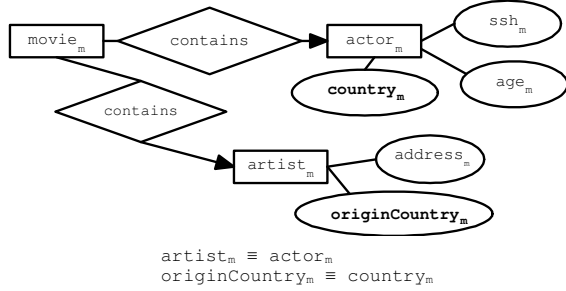 movieₘ
contains
actorₘ
sshₘ
ageₘ
countryₘ
contains
artistₘ
addressₘ
originCountryₘ
artistₘ ≡ actorₘ
originCountryₘ ≡ countryₘ